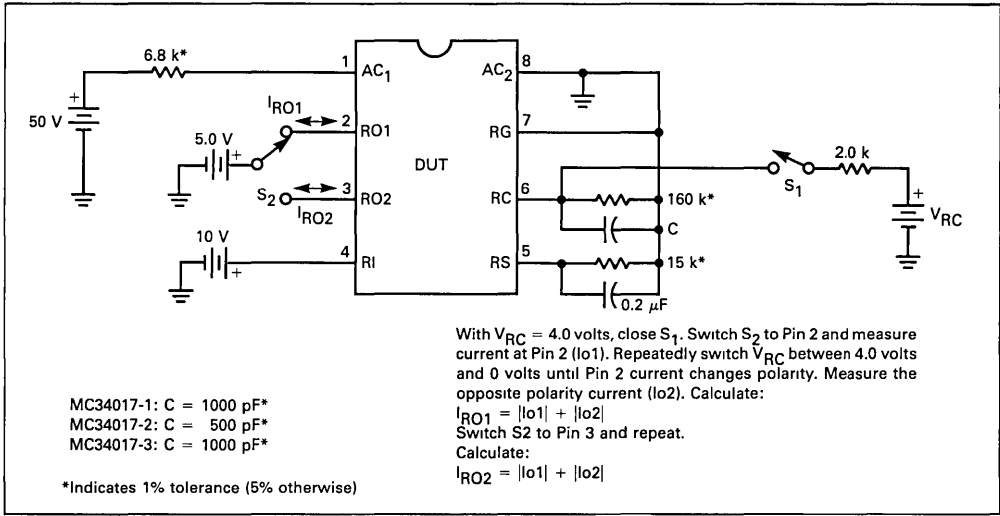 6.8 k*
50 V
+
1
AC1
IRO1
2
RO1
5.0 V
+
S2
3
RO2
IRO2
10 V
+
4
RI
DUT
8
AC2
7
RG
6
RC
160 k*
C
5
RS
15 k*
0.2 μF
S1
2.0 k
+
VRC
With VRC = 4.0 volts, close S1. Switch S2 to Pin 2 and measure
current at Pin 2 (Io1). Repeatedly switch VRC between 4.0 volts
and 0 volts until Pin 2 current changes polarity. Measure the
opposite polarity current (Io2). Calculate:
IRO1 = |Io1| + |Io2|
Switch S2 to Pin 3 and repeat.
Calculate:
IRO2 = |Io1| + |Io2|
MC34017-1: C = 1000 pF*
MC34017-2: C = 500 pF*
MC34017-3: C = 1000 pF*
*Indicates 1% tolerance (5% otherwise)